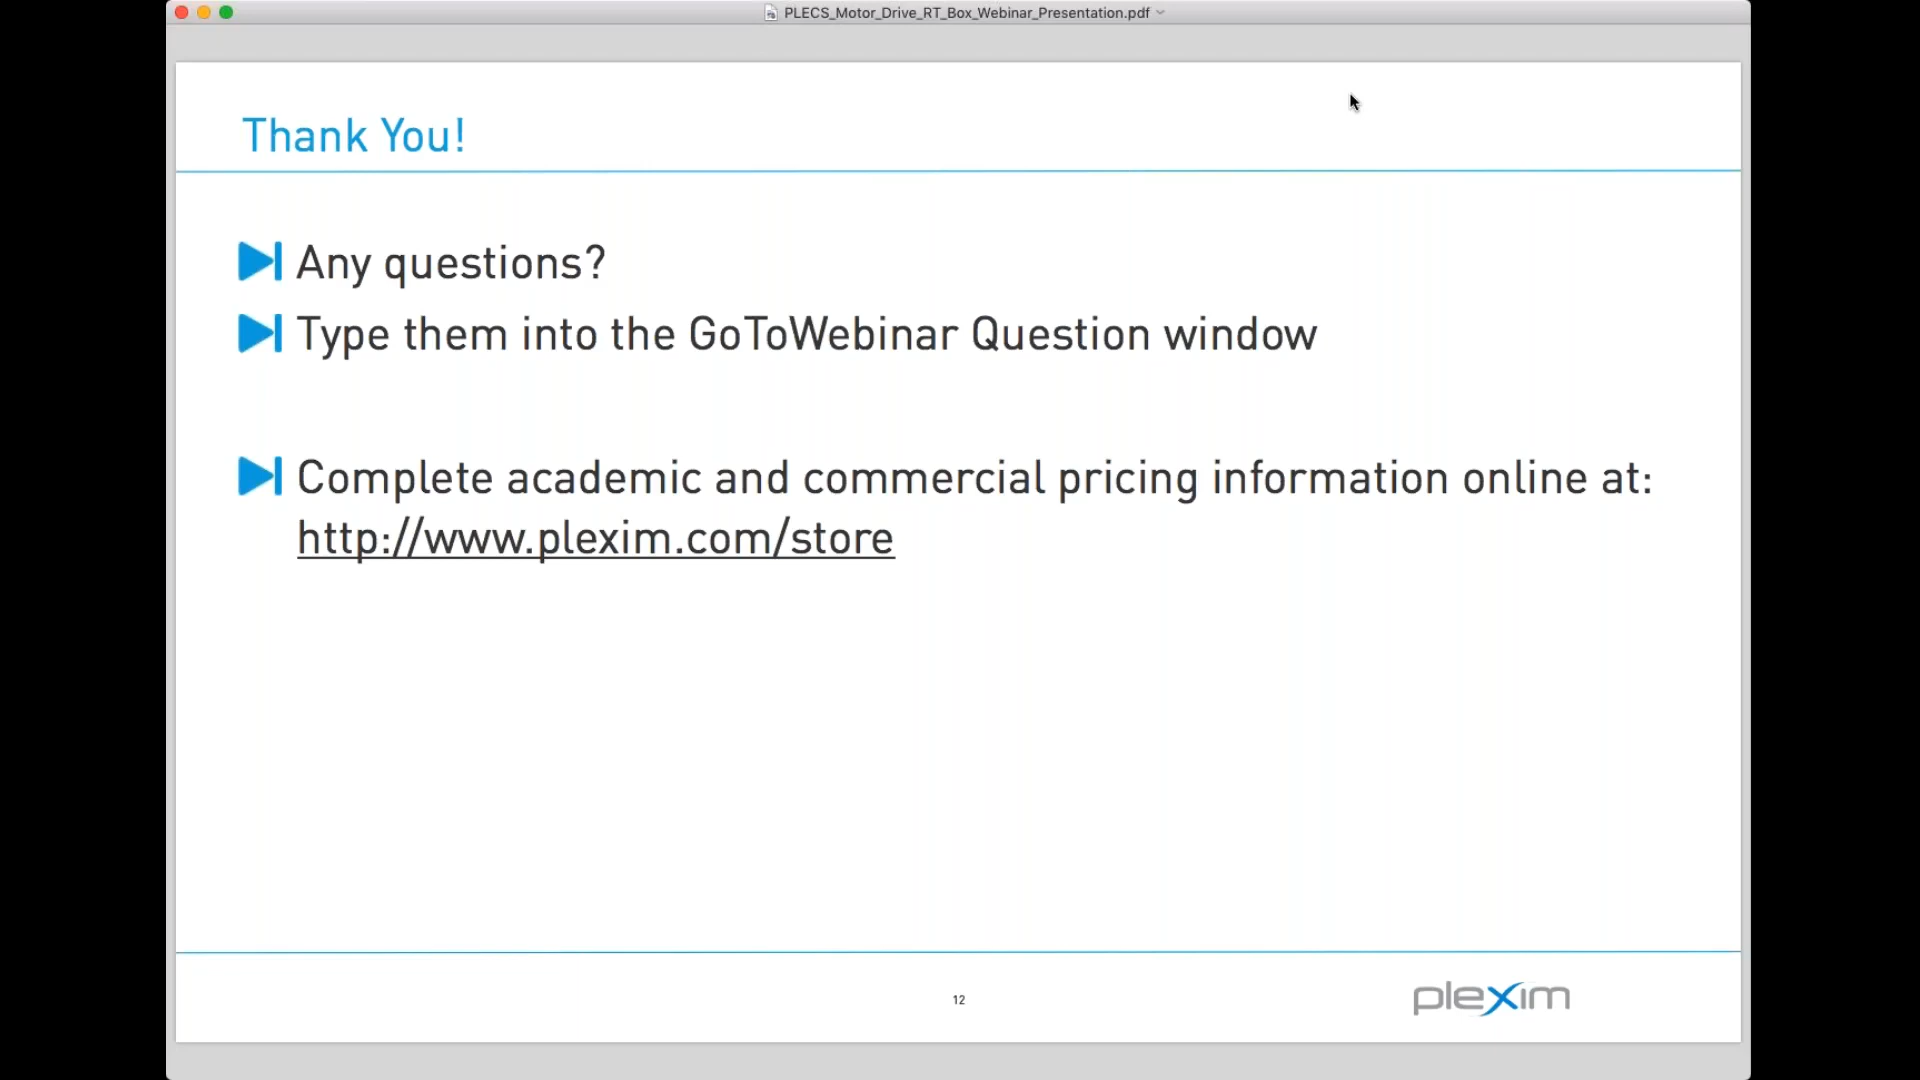 PLECS_Motor_Drive_RT_Box_Webinar_Presentation.pdf
Thank You!
Any questions?
Type them into the GoToWebinar Question window
Complete academic and commercial pricing information online at:
http://www.plexim.com/store
12
plexim